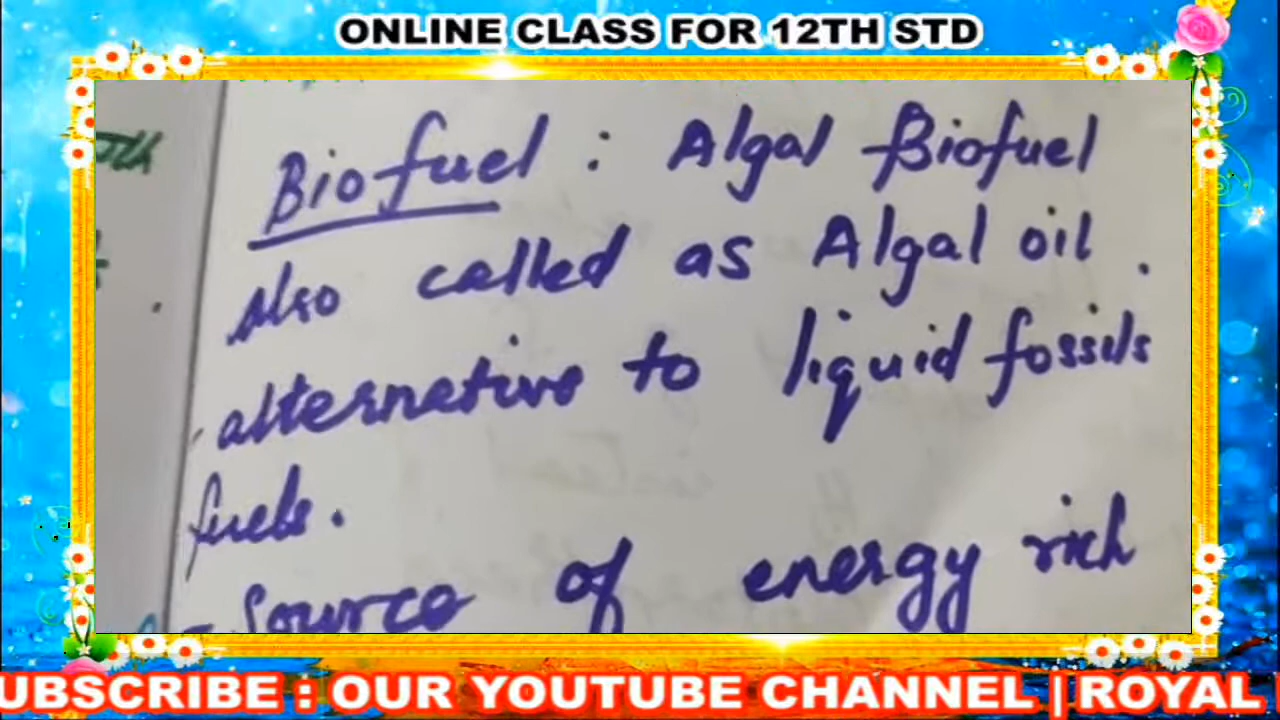 ONLINE CLASS FOR 12TH STD
Biofuel : Algal Biofuel
also called as Algal oil.
- alternative to liquid fossils
fuels.
- source of energy rich
UBSCRIBE : OUR YOUTUBE CHANNEL | ROYAL